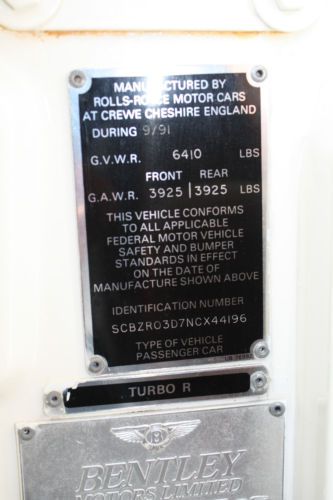 MANUFACTURED BY
ROLLS-ROYCE MOTOR CARS
AT CREWE CHESHIRE ENGLAND
DURING 9/91
G.V.W.R. 6410 LBS
FRONT REAR
G.A.W.R. 3925 3925 LBS
THIS VEHICLE CONFORMS
TO ALL APPLICABLE
FEDERAL MOTOR VEHICLE
SAFETY AND BUMPER
STANDARDS IN EFFECT
ON THE DATE OF
MANUFACTURE SHOWN ABOVE
IDENTIFICATION NUMBER
SCBZR03D7NCX44196
TYPE OF VEHICLE
PASSENGER CAR
TURBO R
B
BENTLEY
MOTORS LIMITED